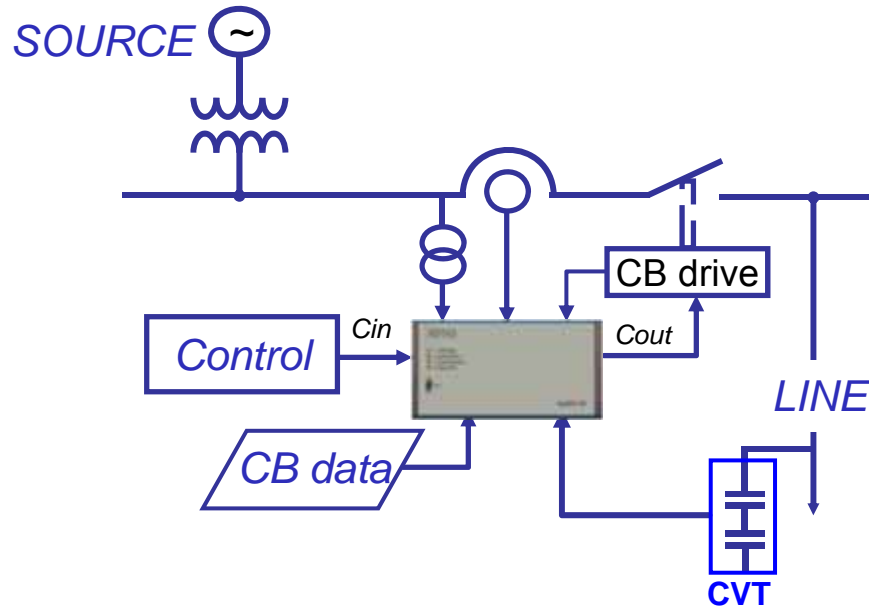 SOURCE
~
CB drive
Cin
Cout
Control
LINE
CB data
CVT